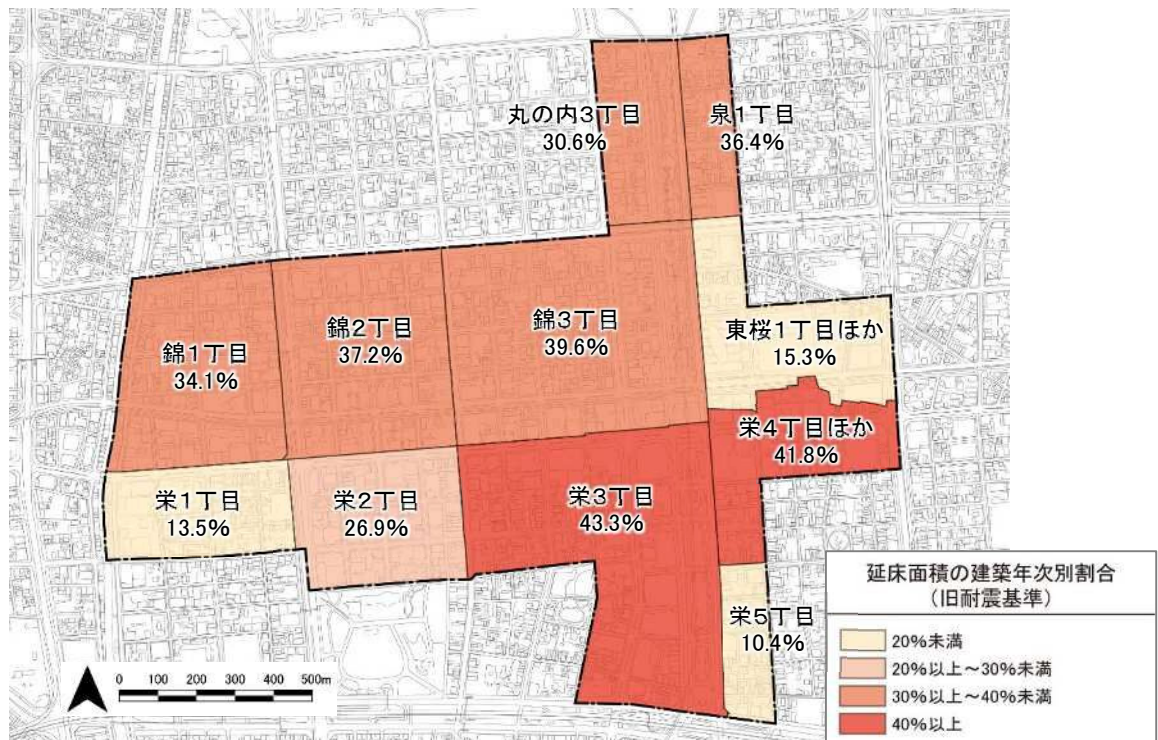 丸の内3丁目
30.6%
泉1丁目
36.4%
錦1丁目
34.1%
錦2丁目
37.2%
錦3丁目
39.6%
東桜1丁目ほか
15.3%
栄4丁目ほか
41.8%
栄1丁目
13.5%
栄2丁目
26.9%
栄3丁目
43.3%
栄5丁目
10.4%
0 100 200 300 400 500m
延床面積の建築年次別割合
（旧耐震基準）
20%未満
20%以上～30%未満
30%以上～40%未満
40%以上